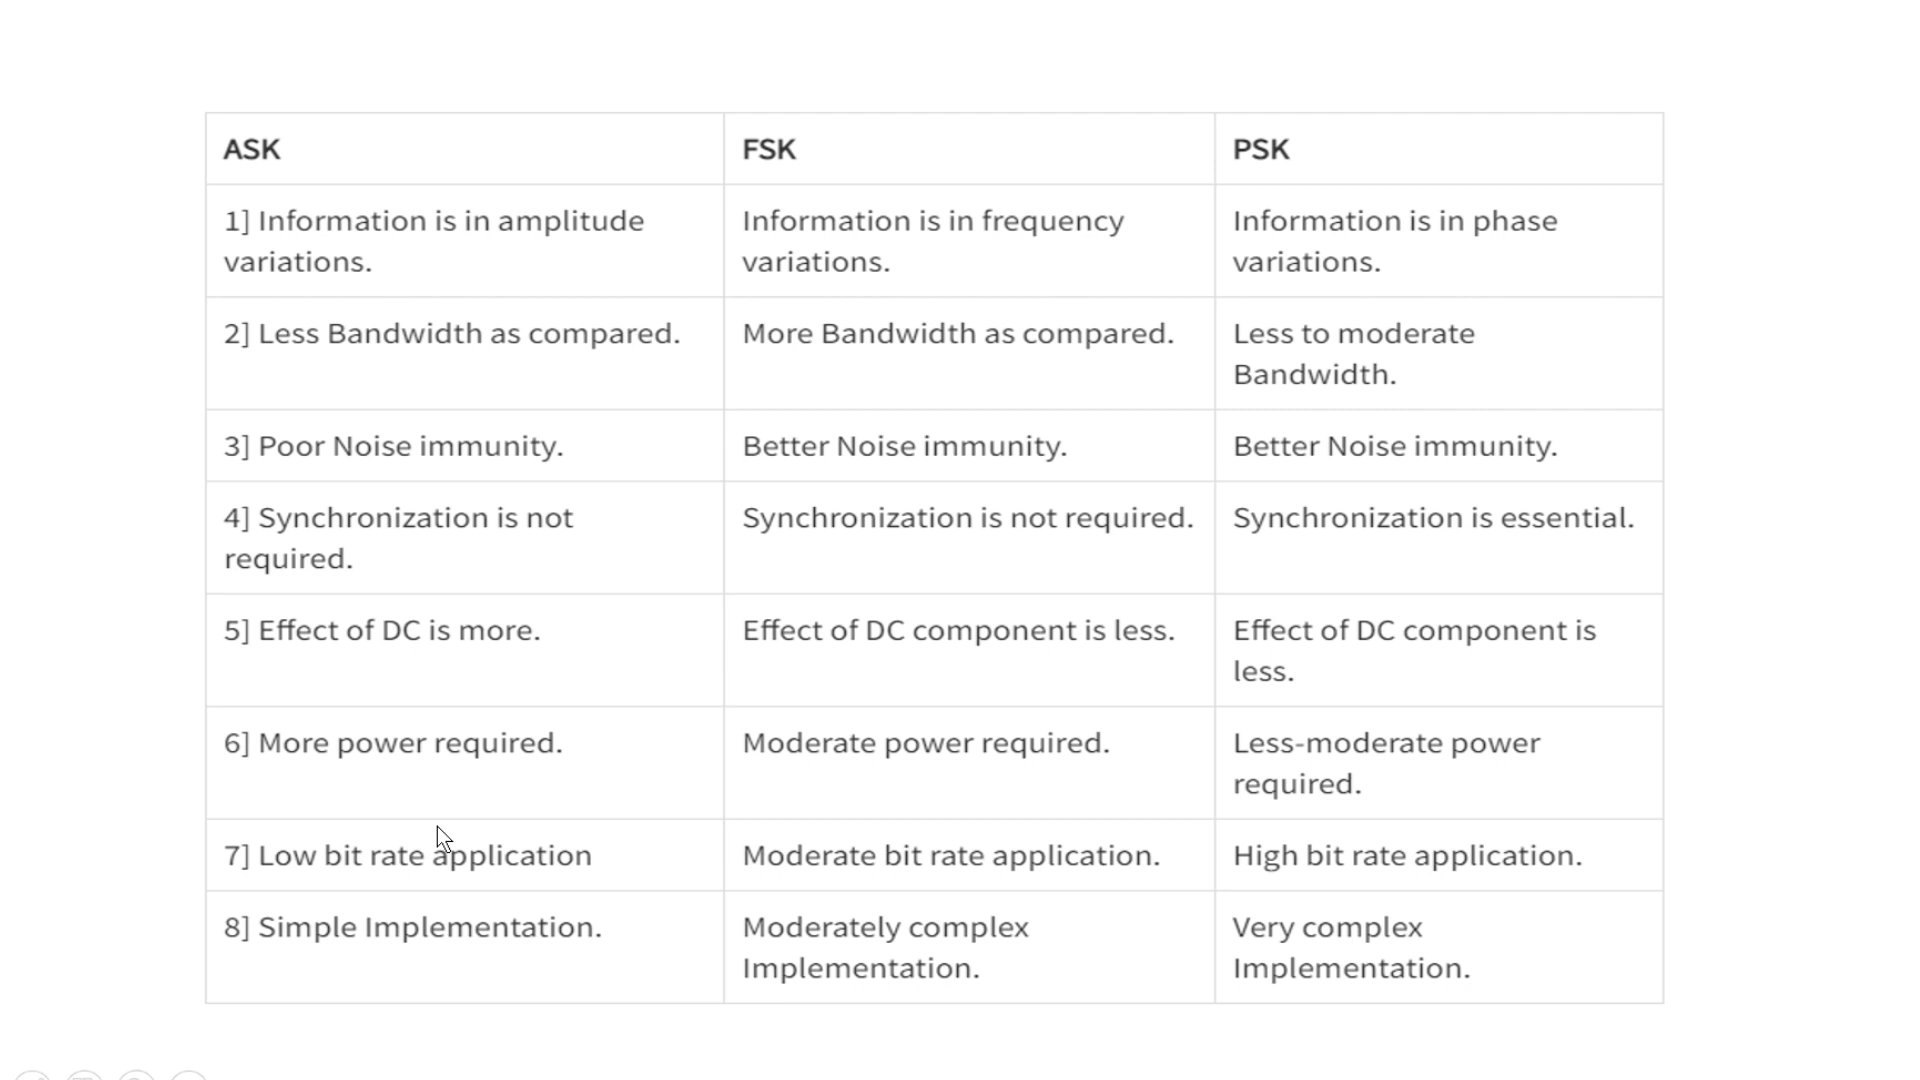 ASK FSK PSK
1] Information is in amplitude
variations.
Information is in frequency
variations.
Information is in phase
variations.
2] Less Bandwidth as compared.
More Bandwidth as compared.
Less to moderate
Bandwidth.
3] Poor Noise immunity.
Better Noise immunity.
Better Noise immunity.
4] Synchronization is not
required.
Synchronization is not required.
Synchronization is essential.
5] Effect of DC is more.
Effect of DC component is less.
Effect of DC component is
less.
6] More power required.
Moderate power required.
Less-moderate power
required.
7] Low bit rate application
Moderate bit rate application.
High bit rate application.
8] Simple Implementation.
Moderately complex
Implementation.
Very complex
Implementation.